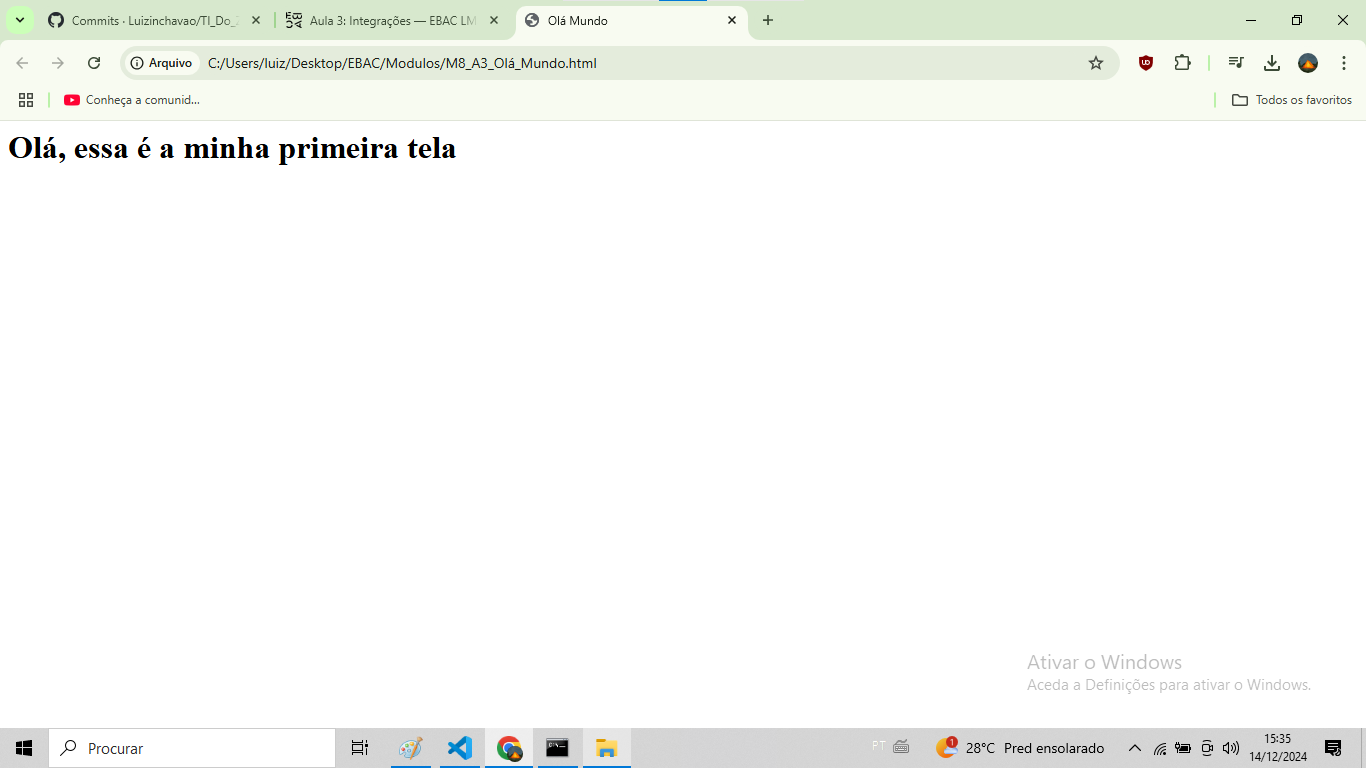 Commits · Luizinchavao/TI_Do_
Aula 3: Integrações — EBAC LM
Olá Mundo
Arquivo
C:/Users/luiz/Desktop/EBAC/Modulos/M8_A3_Olá_Mundo.html
Conheça a comunid...
Todos os favoritos
Olá, essa é a minha primeira tela
Ativar o Windows
Aceda a Definições para ativar o Windows.
Procurar
PT
1
28°C Pred ensolarado
15:35
14/12/2024